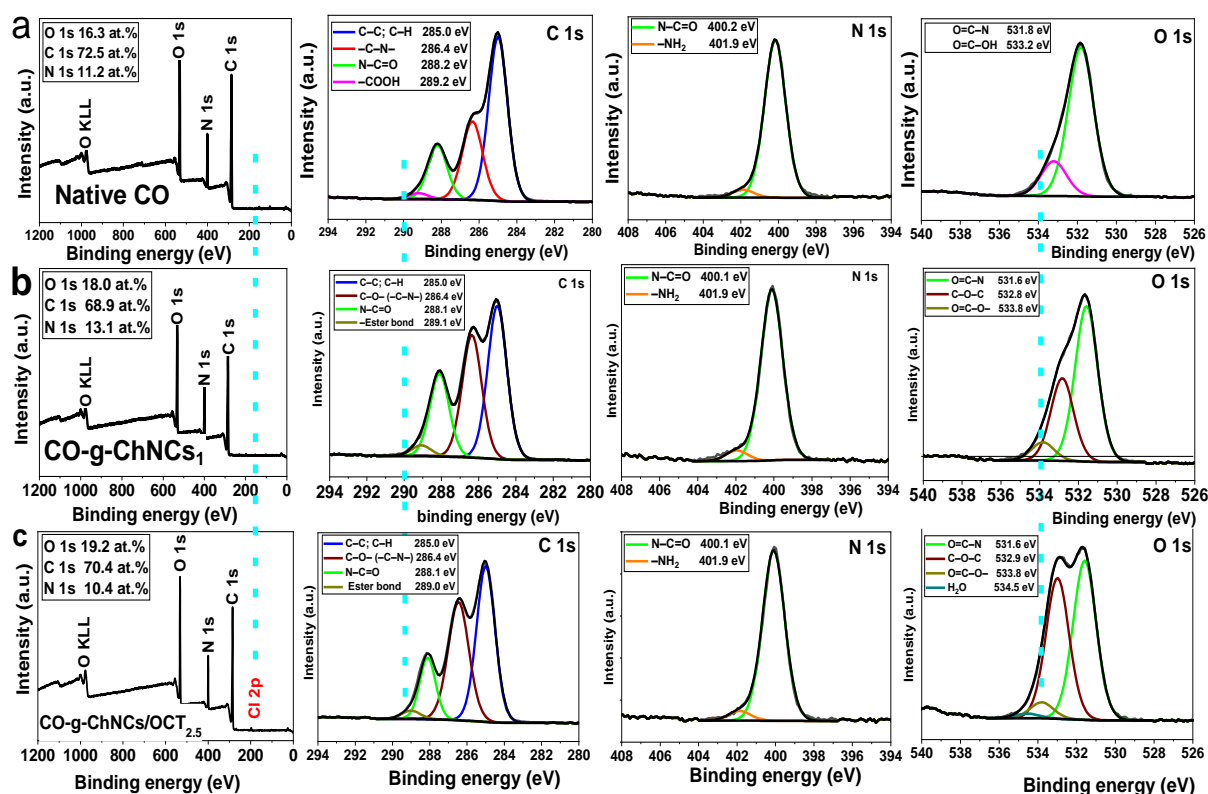 a
O 1s 16.3 at.%
C 1s 72.5 at.%
N 1s 11.2 at.%
O KLL
O 1s
N 1s
C 1s
Native CO
Intensity (a.u.)
1200 1000 800 600 400 200 0
Binding energy (eV)
C–C; C–H 285.0 eV
–C–N– 286.4 eV
N–C=O 288.2 eV
–COOH 289.2 eV
C 1s
Intensity (a.u.)
294 292 290 288 286 284 282 280
Binding energy (eV)
N–C=O 400.2 eV
–NH2 401.9 eV
N 1s
Intensity (a.u.)
408 406 404 402 400 398 396 394
Binding energy (eV)
O=C–N 531.8 eV
O=C–OH 533.2 eV
O 1s
Intensity (a.u.)
540 538 536 534 532 530 528 526
Binding energy (eV)
b
O 1s 18.0 at.%
C 1s 68.9 at.%
N 1s 13.1 at.%
O KLL
O 1s
N 1s
C 1s
CO-g-ChNCs1
Intensity (a.u.)
1200 1000 800 600 400 200 0
Binding energy (eV)
C–C; C–H 285.0 eV
C–O– (–C–N–) 286.4 eV
N–C=O 288.1 eV
–Ester bond 289.1 eV
C 1s
Intensity (a.u.)
294 292 290 288 286 284 282 280
binding energy (eV)
N–C=O 400.1 eV
–NH2 401.9 eV
N 1s
Intensity (a.u.)
408 406 404 402 400 398 396 394
Binding energy (eV)
O=C–N 531.6 eV
C–O–C 532.8 eV
O=C–O– 533.8 eV
O 1s
Intensity (a.u.)
540 538 536 534 532 530 528 526
Binding energy (eV)
c
O 1s 19.2 at.%
C 1s 70.4 at.%
N 1s 10.4 at.%
O KLL
O 1s
N 1s
C 1s
Cl 2p
CO-g-ChNCs/OCT2.5
Intensity (a.u.)
1200 1000 800 600 400 200 0
Binding energy (eV)
C–C; C–H 285.0 eV
C–O– (–C–N–) 286.4 eV
N–C=O 288.1 eV
Ester bond 289.0 eV
C 1s
Intensity (a.u.)
294 292 290 288 286 284 282 280
Binding energy (eV)
N–C=O 400.1 eV
–NH2 401.9 eV
N 1s
Intensity (a.u.)
408 406 404 402 400 398 396 394
Binding energy (eV)
O=C–N 531.6 eV
C–O–C 532.9 eV
O=C–O– 533.8 eV
H2O 534.5 eV
O 1s
Intensity (a.u.)
540 538 536 534 532 530 528 526
Binding energy (eV)